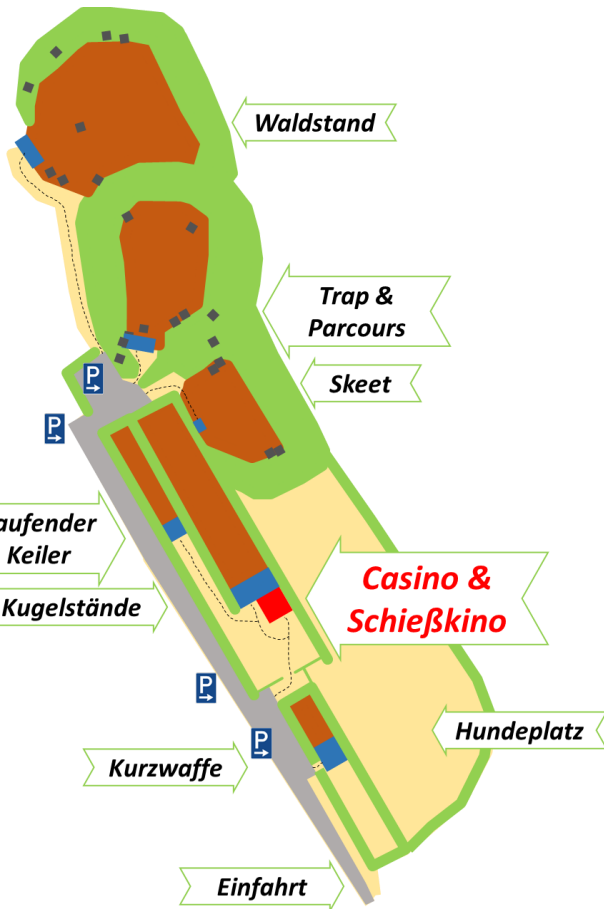 Waldstand
Trap &
Parcours
Skeet
P
P
aufender
Keiler
Casino &
Schießkino
Kugelstände
P
P
Hundeplatz
Kurzwaffe
Einfahrt